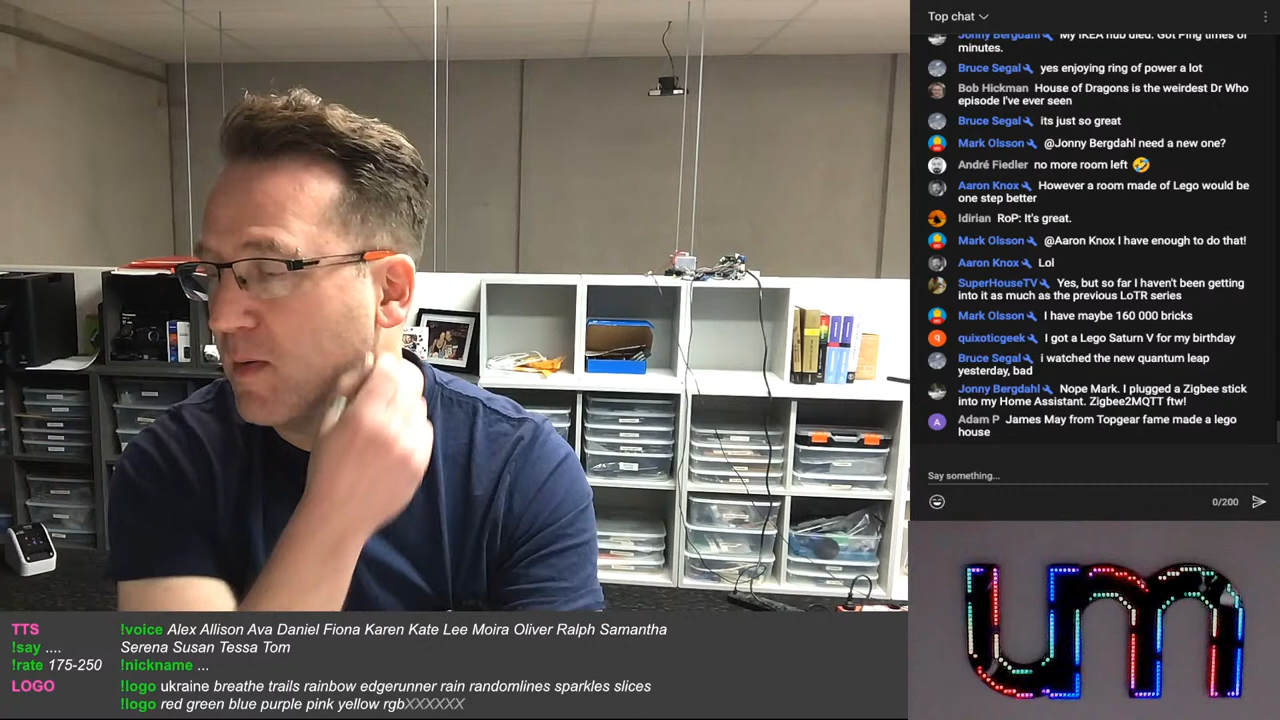 Top chat
Jonny Bergdahl My IKEA hub died. Got Ping times of
minutes.
Bruce Segal yes enjoying ring of power a lot
Bob Hickman House of Dragons is the weirdest Dr Who
episode I've ever seen
Bruce Segal its just so great
Mark Olsson @Jonny Bergdahl need a new one?
André Fiedler no more room left 🤣
Aaron Knox However a room made of Lego would be
one step better
Idirian RoP: It's great.
Mark Olsson @Aaron Knox I have enough to do that!
Aaron Knox Lol
SuperHouseTV Yes, but so far I haven't been getting
into it as much as the previous LoTR series
Mark Olsson I have maybe 160 000 bricks
q quixoticgeek I got a Lego Saturn V for my birthday
Bruce Segal i watched the new quantum leap
yesterday, bad
Jonny Bergdahl Nope Mark. I plugged a Zigbee stick
into my Home Assistant. Zigbee2MQTT ftw!
A Adam P James May from Topgear fame made a lego
house
Say something...
0/200
um
TTS !voice Alex Allison Ava Daniel Fiona Karen Kate Lee Moira Oliver Ralph Samantha
!say .... Serena Susan Tessa Tom
!rate 175-250 !nickname ...
LOGO !logo ukraine breathe trails rainbow edgerunner rain randomlines sparkles slices
!logo red green blue purple pink yellow rgbXXXXXX